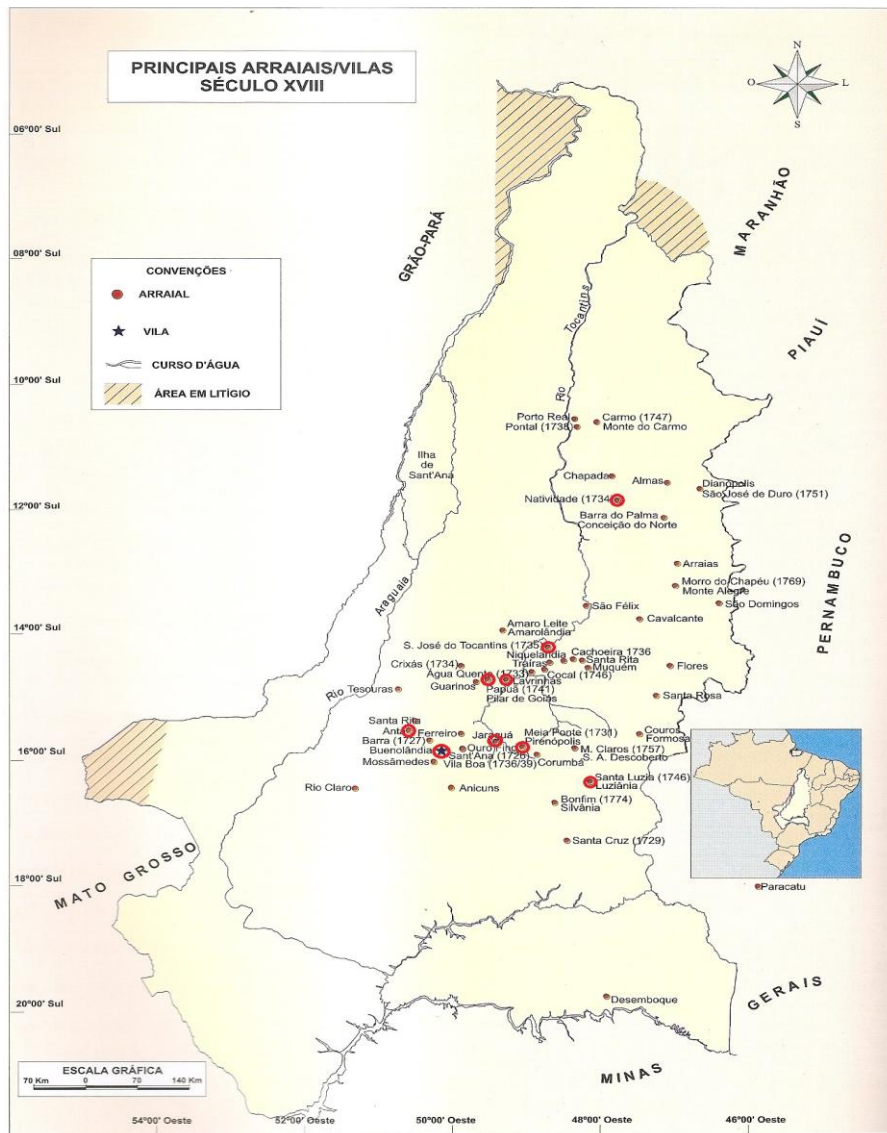 PRINCIPAIS ARRAIAIS/VILAS
SÉCULO XVIII
N
O
L
S
06°00' Sul
08°00' Sul
10°00' Sul
12°00' Sul
14°00' Sul
16°00' Sul
18°00' Sul
20°00' Sul
GRÃO-PARÁ
MARANHÃO
PIAUÍ
PERNAMBUCO
CONVENÇÕES
ARRAIAL
VILA
CURSO D'ÁGUA
ÁREA EM LITÍGIO
Rio Tocantins
Ilha
de
Sant'Ana
Araguaia
Porto Real
Pontal (1738)
Carmo (1747)
Monte do Carmo
Chapada
Almas
Dianópolis
São José de Duro (1751)
Natividade (1734
Barra do Palma
Conceição do Norte
Arraias
Morro do Chapéu (1769)
Monte Alegre
São Félix
São Domingos
Cavalcante
Amaro Leite
Amarolândia
S. José do Tocantins (1735)
Niquelândia
Cachoeira 1736
Traíras
Santa Rita
Muquém
Flores
Crixás (1734)
Água Quente (1733)
Lavrinhas
Cocal (1746)
Guarinos
Papuã (1741)
Pilar de Goiás
Rio Tesouras
Santa Rosa
Santa Rita
Anta
Ferreiro
Jaraguá
Meia Ponte (1731)
Pirenópolis
Couros
Formosa
Barra (1727)
Buenolândia
Ouro Fino
M. Claros (1757)
Sant'Ana (1726)
S. A. Descoberto
Mossâmedes
Vila Boa (1736/39)
Corumbá
Rio Claro
Anicuns
Santa Luzia (1746)
Luziânia
Bonfim (1774)
Silvânia
Santa Cruz (1729)
Paracatu
MATO GROSSO
Desemboque
MINAS GERAIS
ESCALA GRÁFICA
70 Km 0 70 140 Km
54°00' Oeste
52°00' Oeste
50°00' Oeste
48°00' Oeste
46°00' Oeste